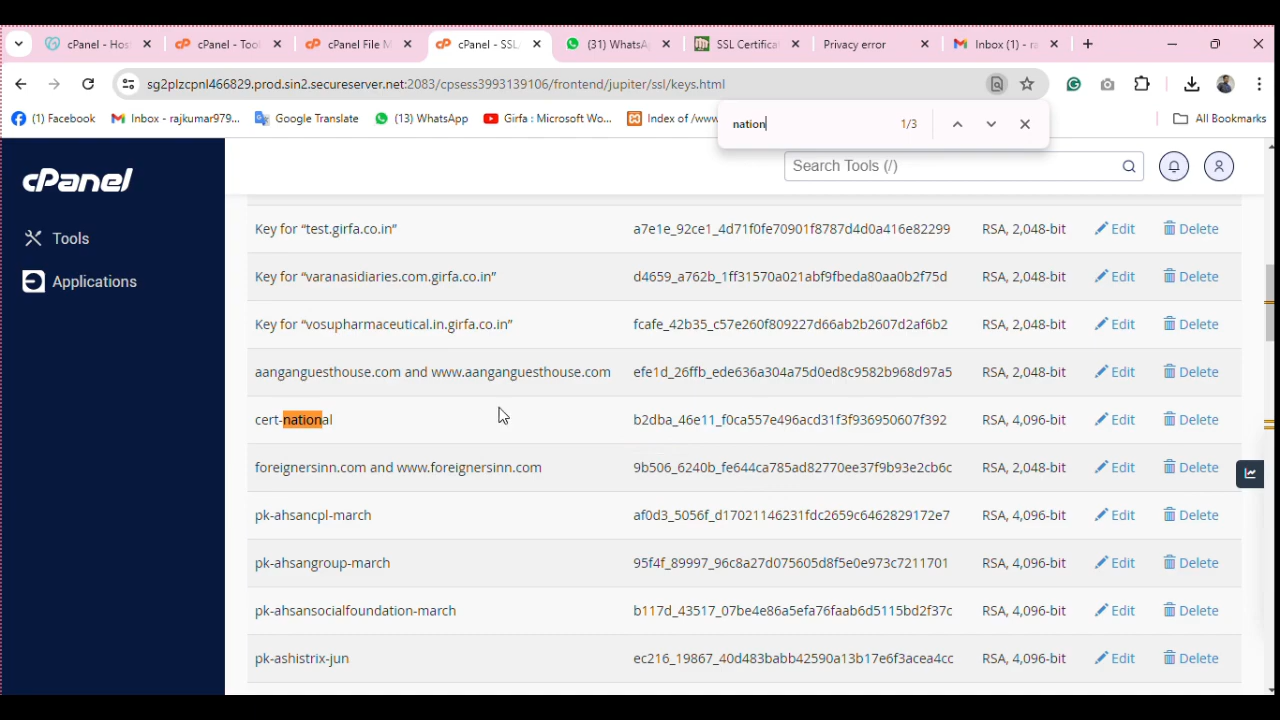 cPanel - Hos
cPanel - Too
cPanel File M
cPanel - SSL
(31) WhatsA
SSL Certifica
Privacy error
Inbox (1) - ra
sg2plzcpnl466829.prod.sin2.secureserver.net:2083/cpsess3993139106/frontend/jupiter/ssl/keys.html
(1) Facebook
Inbox - rajkumar979...
Google Translate
(13) WhatsApp
Girfa : Microsoft Wo...
Index of /www
All Bookmarks
nation 1/3
cPanel
Search Tools (/)
Tools
Applications
Key for “test.girfa.co.in” a7e1e_92ce1_4d71f0fe70901f8787d4d0a416e82299 RSA, 2,048-bit Edit Delete
Key for “varanasidiaries.com.girfa.co.in” d4659_a762b_1ff31570a021abf9fbeda80aa0b2f75d RSA, 2,048-bit Edit Delete
Key for “vosupharmaceutical.in.girfa.co.in” fcafe_42b35_c57e260f809227d66ab2b2607d2af6b2 RSA, 2,048-bit Edit Delete
aanganguesthouse.com and www.aanganguesthouse.com efe1d_26ffb_ede636a304a75d0ed8c9582b968d97a5 RSA, 2,048-bit Edit Delete
cert-national b2dba_46e11_f0ca557e496acd31f3f936950607f392 RSA, 4,096-bit Edit Delete
foreignersinn.com and www.foreignersinn.com 9b506_6240b_fe644ca785ad82770ee37f9b93e2cb6c RSA, 2,048-bit Edit Delete
pk-ahsancpl-march af0d3_5056f_d17021146231fdc2659c6462829172e7 RSA, 4,096-bit Edit Delete
pk-ahsangroup-march 95f4f_89997_96c8a27d075605d8f5e0e973c7211701 RSA, 4,096-bit Edit Delete
pk-ahsansocialfoundation-march b117d_43517_07be4e86a5efa76faab6d5115bd2f37c RSA, 4,096-bit Edit Delete
pk-ashistrix-jun ec216_19867_40d483babb42590a13b17e6f3acea4cc RSA, 4,096-bit Edit Delete